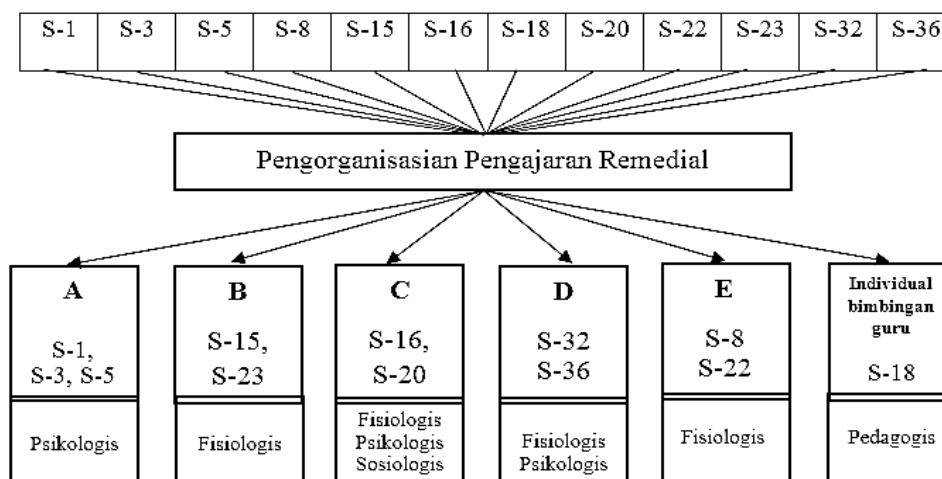 S-1 S-3 S-5 S-8 S-15 S-16 S-18 S-20 S-22 S-23 S-32 S-36
Pengorganisasian Pengajaran Remedial
A
S-1,
S-3, S-5
Psikologis
B
S-15,
S-23
Fisiologis
C
S-16,
S-20
Fisiologis
Psikologis
Sosiologis
D
S-32
S-36
Fisiologis
Psikologis
E
S-8
S-22
Fisiologis
Individual
bimbingan
guru
S-18
Pedagogis